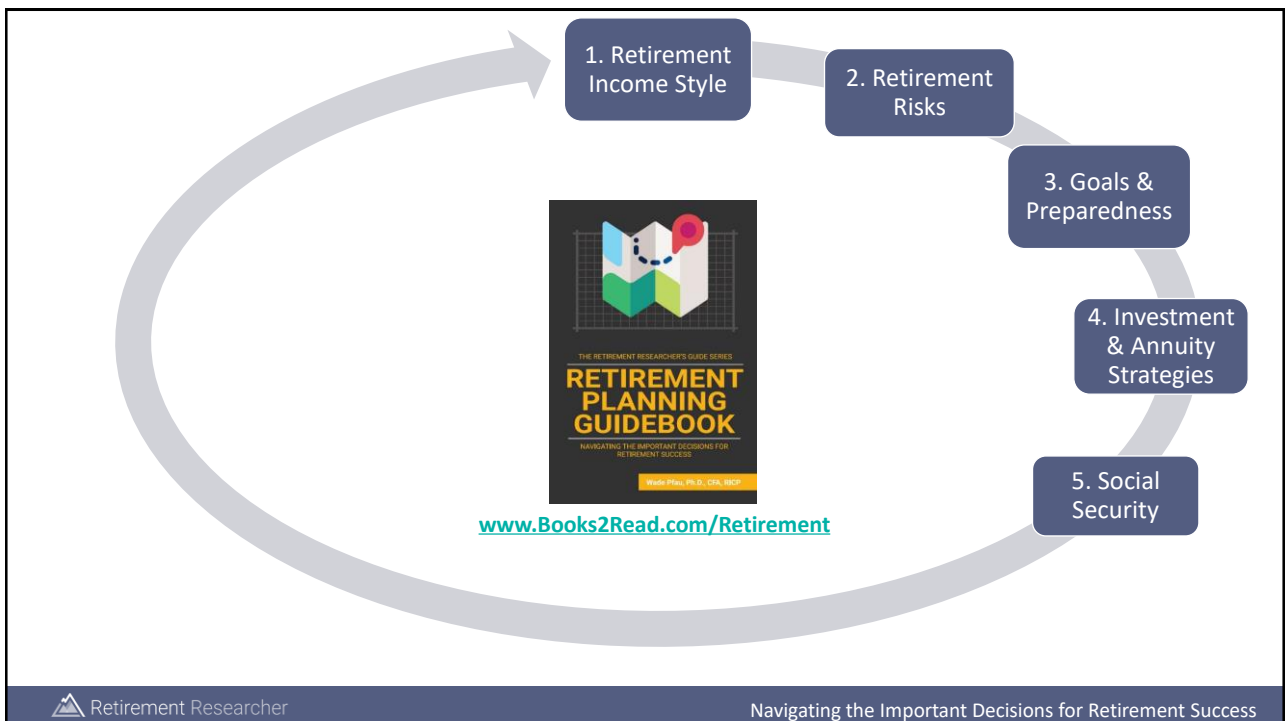 1. Retirement
Income Style
2. Retirement
Risks
3. Goals &
Preparedness
4. Investment
& Annuity
Strategies
5. Social
Security
THE RETIREMENT RESEARCHER'S GUIDE SERIES
RETIREMENT
PLANNING
GUIDEBOOK
NAVIGATING THE IMPORTANT DECISIONS FOR
RETIREMENT SUCCESS
Wade Pfau, Ph.D., CFA, RICP
www.Books2Read.com/Retirement
Retirement Researcher
Navigating the Important Decisions for Retirement Success